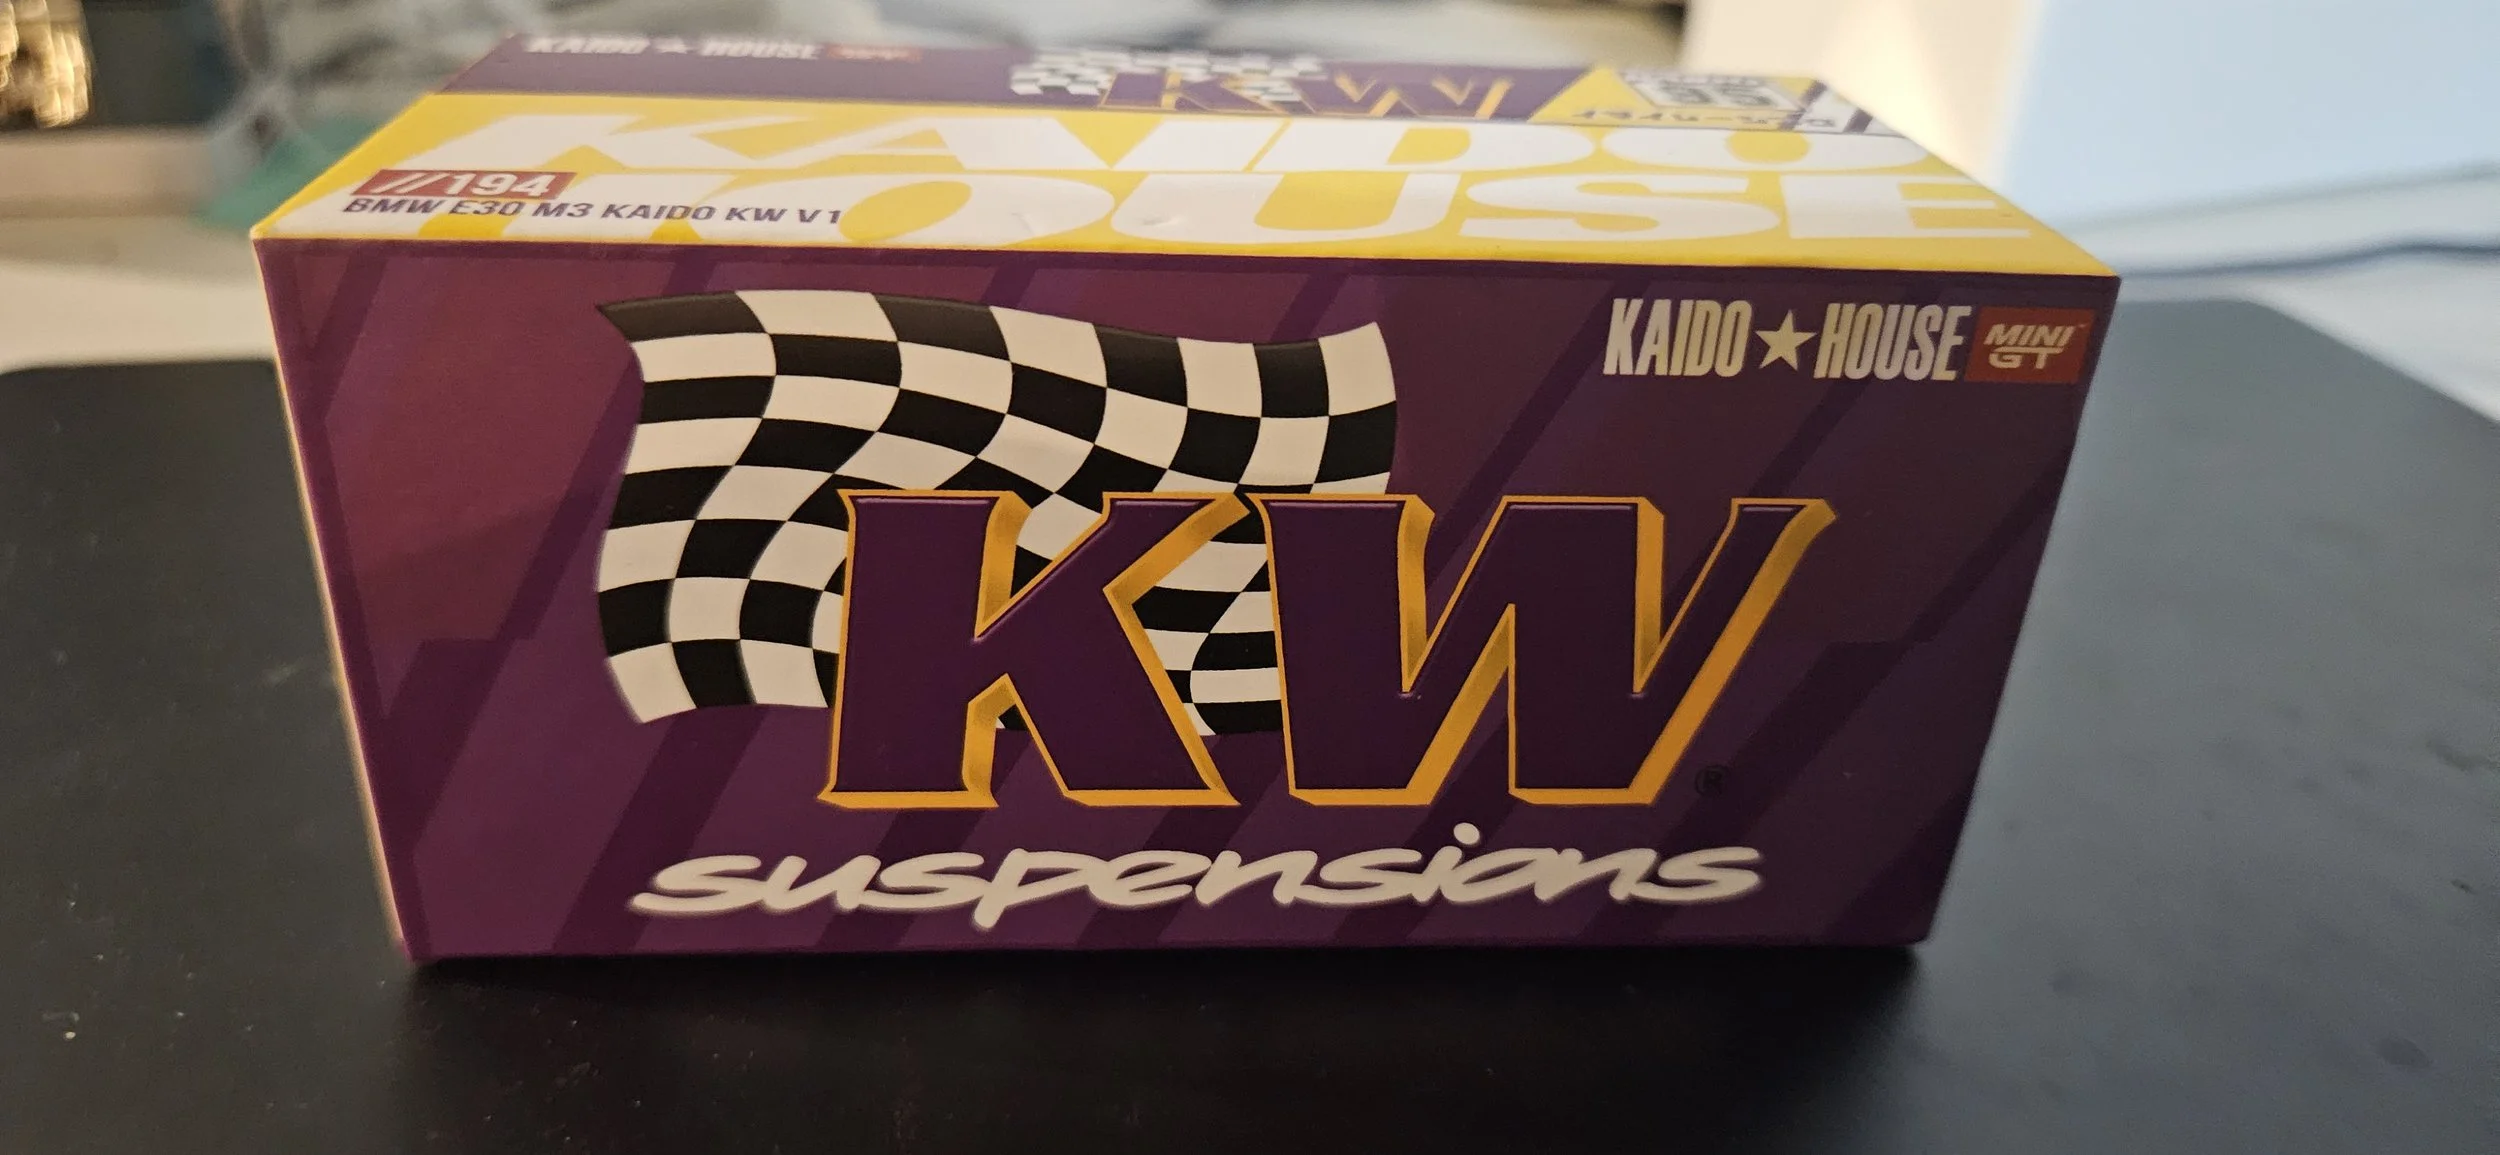 KAIDO★HOUSE
KW
KAIDO
HOUSE
//194
BMW E30 M3 KAIDO KW V1
KAIDO★HOUSE MINI GT
KW®
suspensions